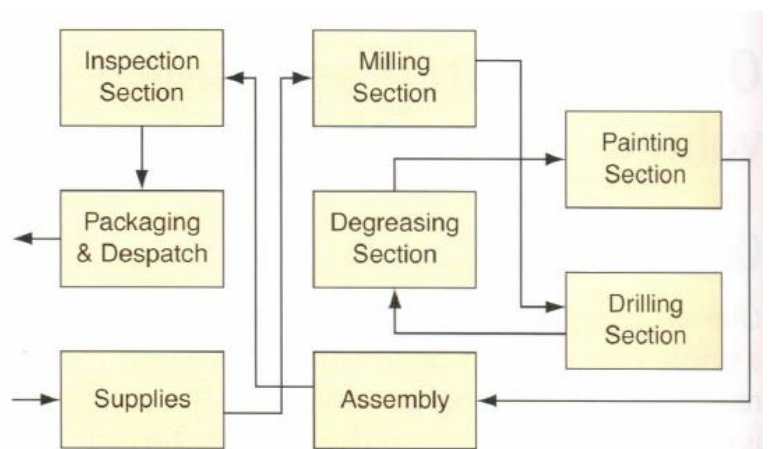 Inspection
Section
Milling
Section
Painting
Section
Packaging
& Despatch
Degreasing
Section
Drilling
Section
Supplies
Assembly